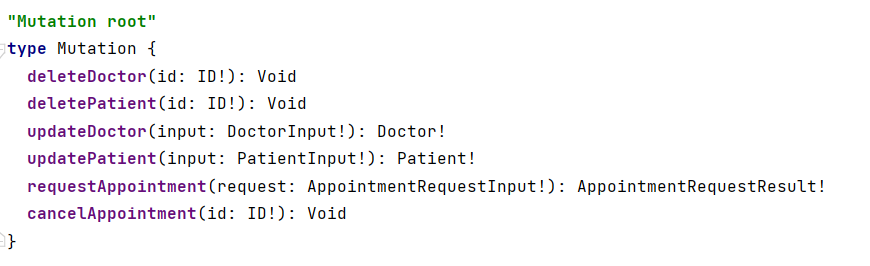 "Mutation root"
type Mutation {
  deleteDoctor(id: ID!): Void
  deletePatient(id: ID!): Void
  updateDoctor(input: DoctorInput!): Doctor!
  updatePatient(input: PatientInput!): Patient!
  requestAppointment(request: AppointmentRequestInput!): AppointmentRequestResult!
  cancelAppointment(id: ID!): Void
}